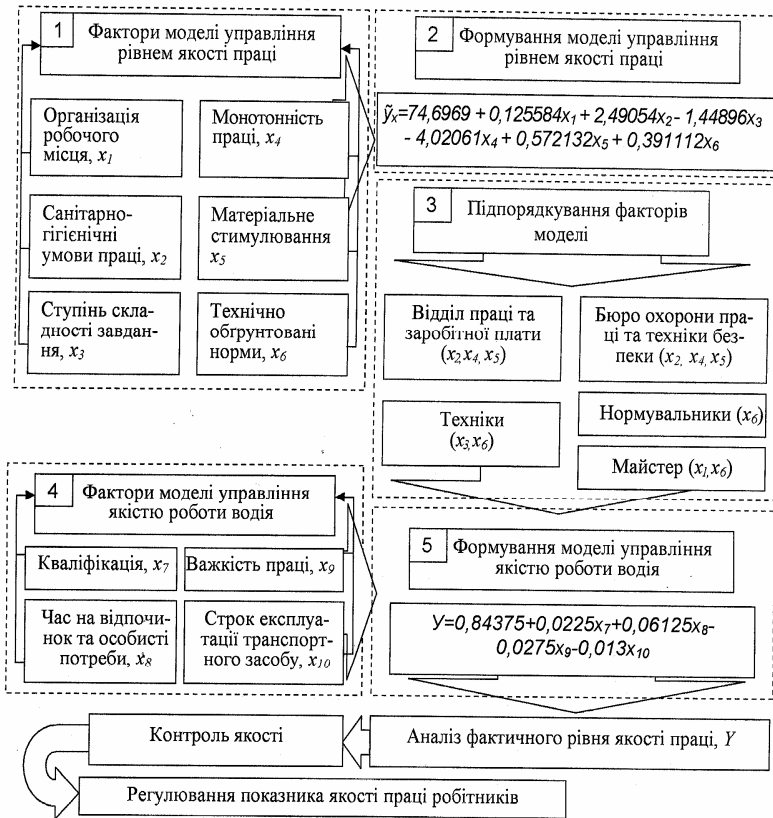 1
Фактори моделі управління
рівнем якості праці
Організація
робочого
місця, x1
Монотонність
праці, x4
Санітарно-
гігієнічні
умови праці, x2
Матеріальне
стимулювання
x5
Ступінь скла-
дності завдан-
ня, x3
Технічно
обґрунтовані
норми, x6
2
Формування моделі управління
рівнем якості праці
ỹx=74,6969 + 0,125584x1 + 2,49054x2- 1,44896x3
- 4,02061x4 + 0,572132x5 + 0,391112x6
3
Підпорядкування факторів
моделі
Відділ праці та
заробітної плати
(x2,x4, x5)
Бюро охорони пра-
ці та техніки без-
пеки (x2, x4, x5)
Техніки
(x3,x6)
Нормувальники (x6)
Майстер (x1,x6)
4
Фактори моделі управління
якістю роботи водія
Кваліфікація, x7
Важкість праці, x9
Час на відпочи-
нок та особисті
потреби, x8
Строк експлу-
атації транспорт-
ного засобу, x10
5
Формування моделі управління
якістю роботи водія
У=0,84375+0,0225x7+0,06125x8-
0,0275x9-0,013x10
Контроль якості
Аналіз фактичного рівня якості праці, Y
Регулювання показника якості праці робітників